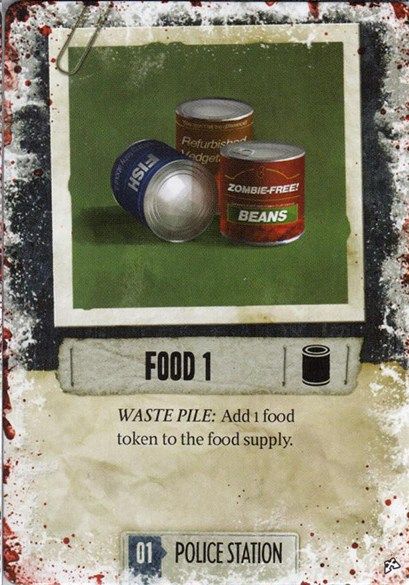 Refurbished
Vedgeta
FISH
ZOMBIE-FREE!
BEANS
FOOD 1
WASTE PILE: Add 1 food
token to the food supply.
01 POLICE STATION